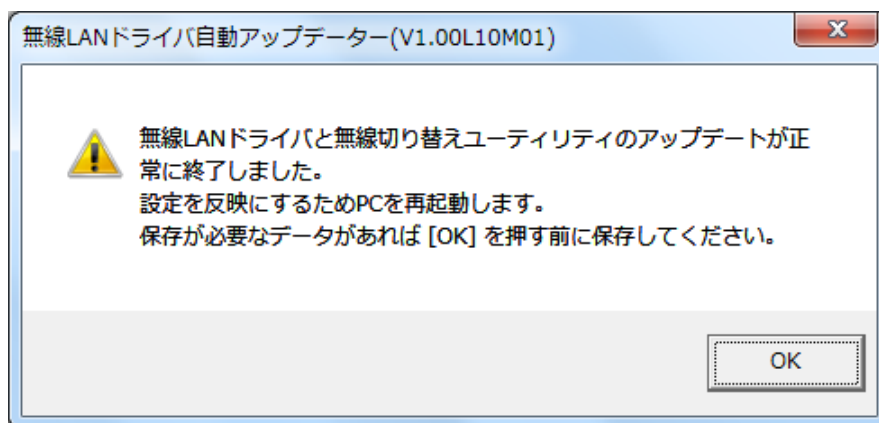 無線LANドライバ自動アップデーター(V1.00L10M01)
無線LANドライバと無線切り替えユーティリティのアップデートが正
常に終了しました。
設定を反映にするためPCを再起動します。
保存が必要なデータがあれば [OK] を押す前に保存してください。
OK